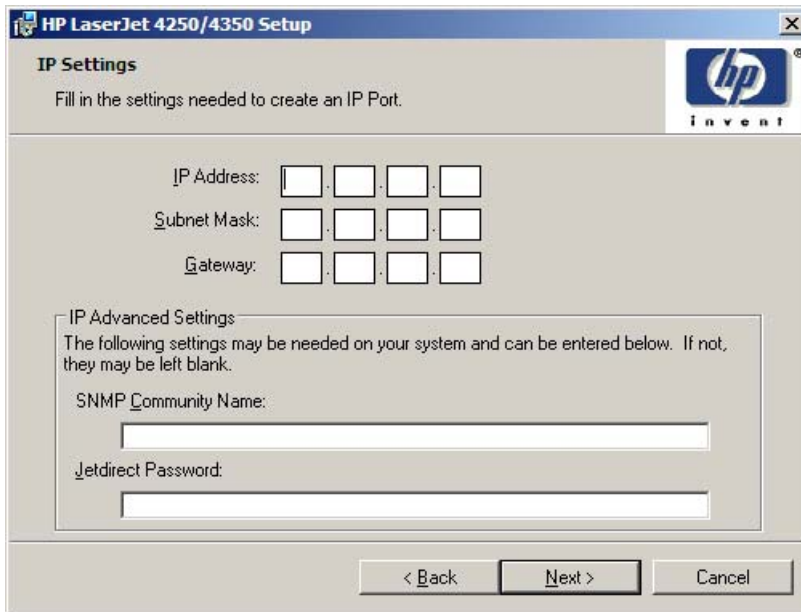 HP LaserJet 4250/4350 Setup
IP Settings
Fill in the settings needed to create an IP Port.
hp
®
invent
IP Address:
Subnet Mask:
Gateway:
IP Advanced Settings
The following settings may be needed on your system and can be entered below. If not,
they may be left blank.
SNMP Community Name:
Jetdirect Password:
< Back
Next >
Cancel